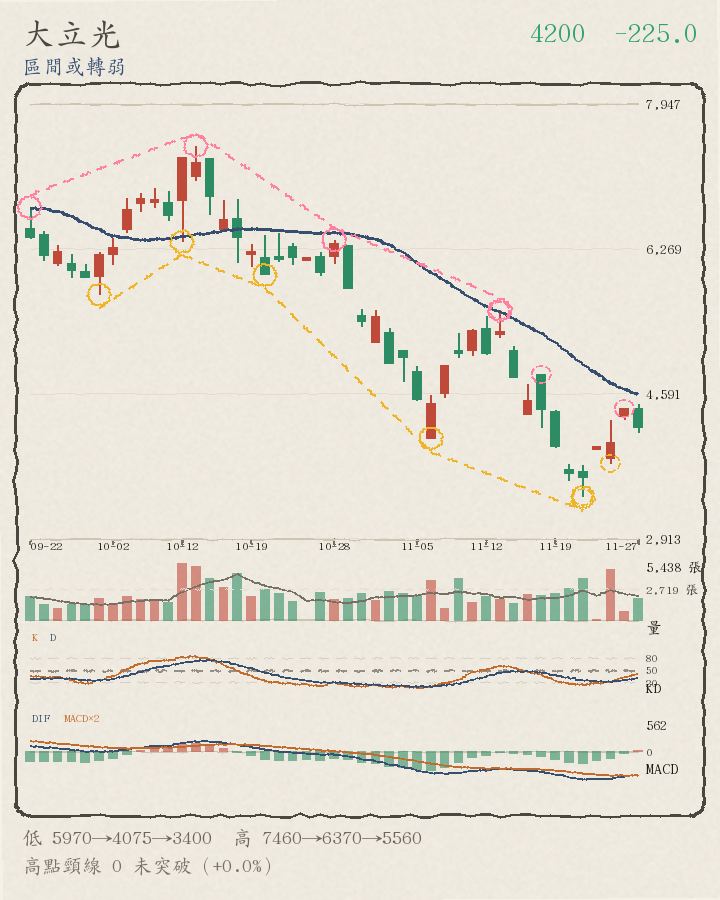 大立光
4200 -225.0
區間或轉弱
7,947
6,269
4,591
2,913
09-22 10-02 10-12 10-19 10-28 11-05 11-12 11-19 11-27
5,438 張
2,719 張
量
K D
80
50
20
KD
DIF MACD×2
562
0
MACD
低 5970→4075→3400 高 7460→6370→5560
高點頸線 0 未突破 (+0.0%)